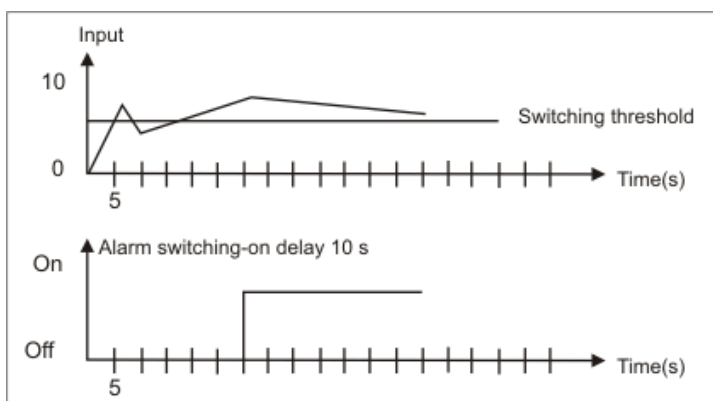 Input
10
Switching threshold
0
Time(s)
5
Alarm switching-on delay 10 s
On
Off
Time(s)
5